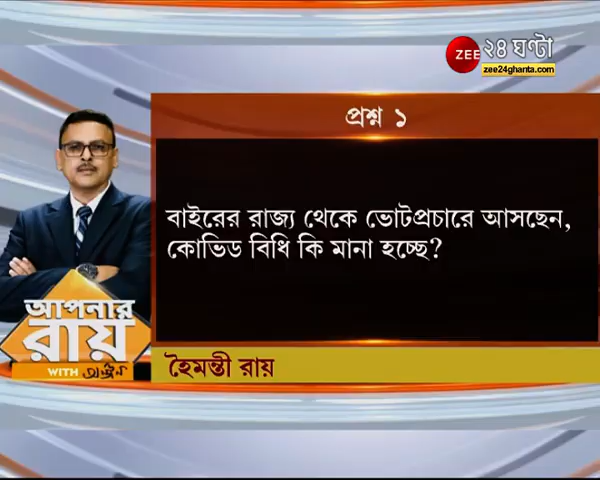 ZEE ২৪ ঘণ্টা
zee24ghanta.com
প্রশ্ন ১
বাইরের রাজ্য থেকে ভোটপ্রচারে আসছেন,
কোভিড বিধি কি মানা হচ্ছে?
আপনার
রায়
WITH অঞ্জন
হৈমন্তী রায়